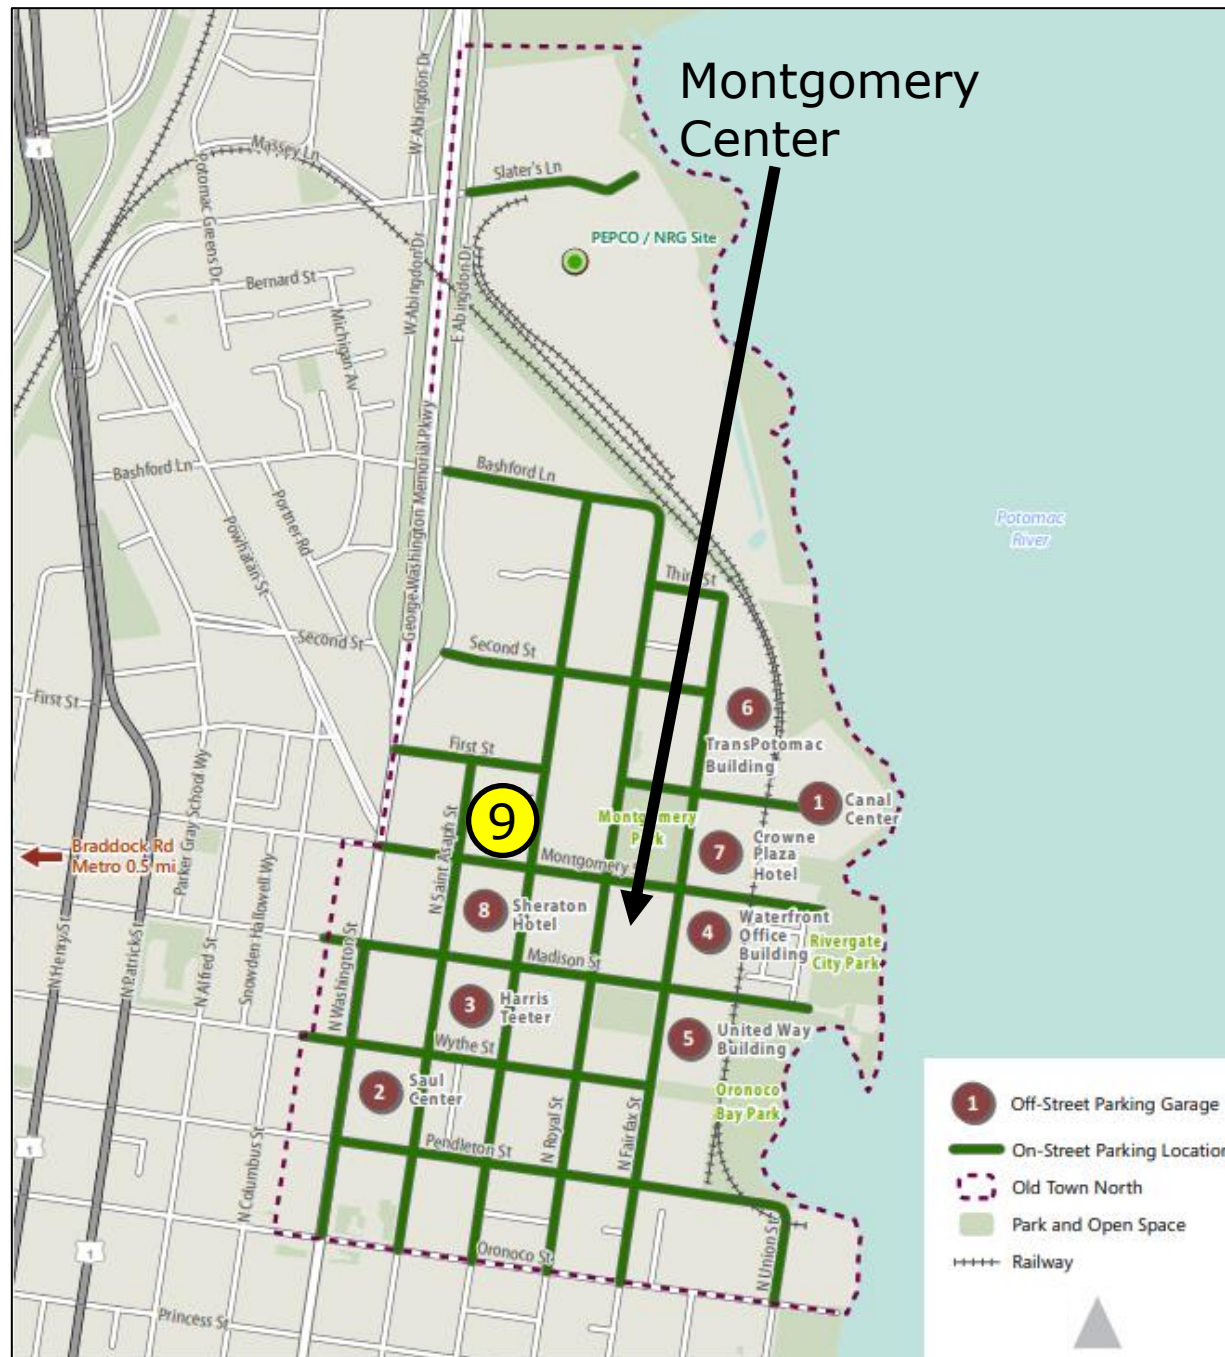 Montgomery
Center
W Abingdon Dr
Massey Ln
1
Potomac Greens Dr
Slater's Ln
PEPCO / NRG Site
W Abingdon Dr
E Abingdon Dr
Bernard St
Michigan Av
George Washington Memorial Pkwy
Bashford Ln
Bashford Ln
Portner Rd
Powhatan St
Potomac
River
Third St
Second St
Second St
First St
6
TransPotomac
Building
First St
Parker Gray School Wy
N Saint Asaph St
9
1
Canal
Center
Montgomery
Park
Braddock Rd
Metro 0.5 mi
Montgomery
7
Crowne
Plaza
Hotel
Snowden Hallowell Wy
8
Sheraton
Hotel
4
Waterfront
Office
Building
Rivergate
City Park
N Henry St
N Patrick St
N Alfred St
N Washington St
Madison St
3
Harris
Teeter
5
United Way
Building
Wythe St
2
Saul
Center
Oronoco
Bay Park
N Royal St
N Fairfax St
Pendleton St
N Columbus St
1
1
Oronoco St
N Union St
Princess St
1
Off-Street Parking Garage
On-Street Parking Location
Old Town North
Park and Open Space
Railway